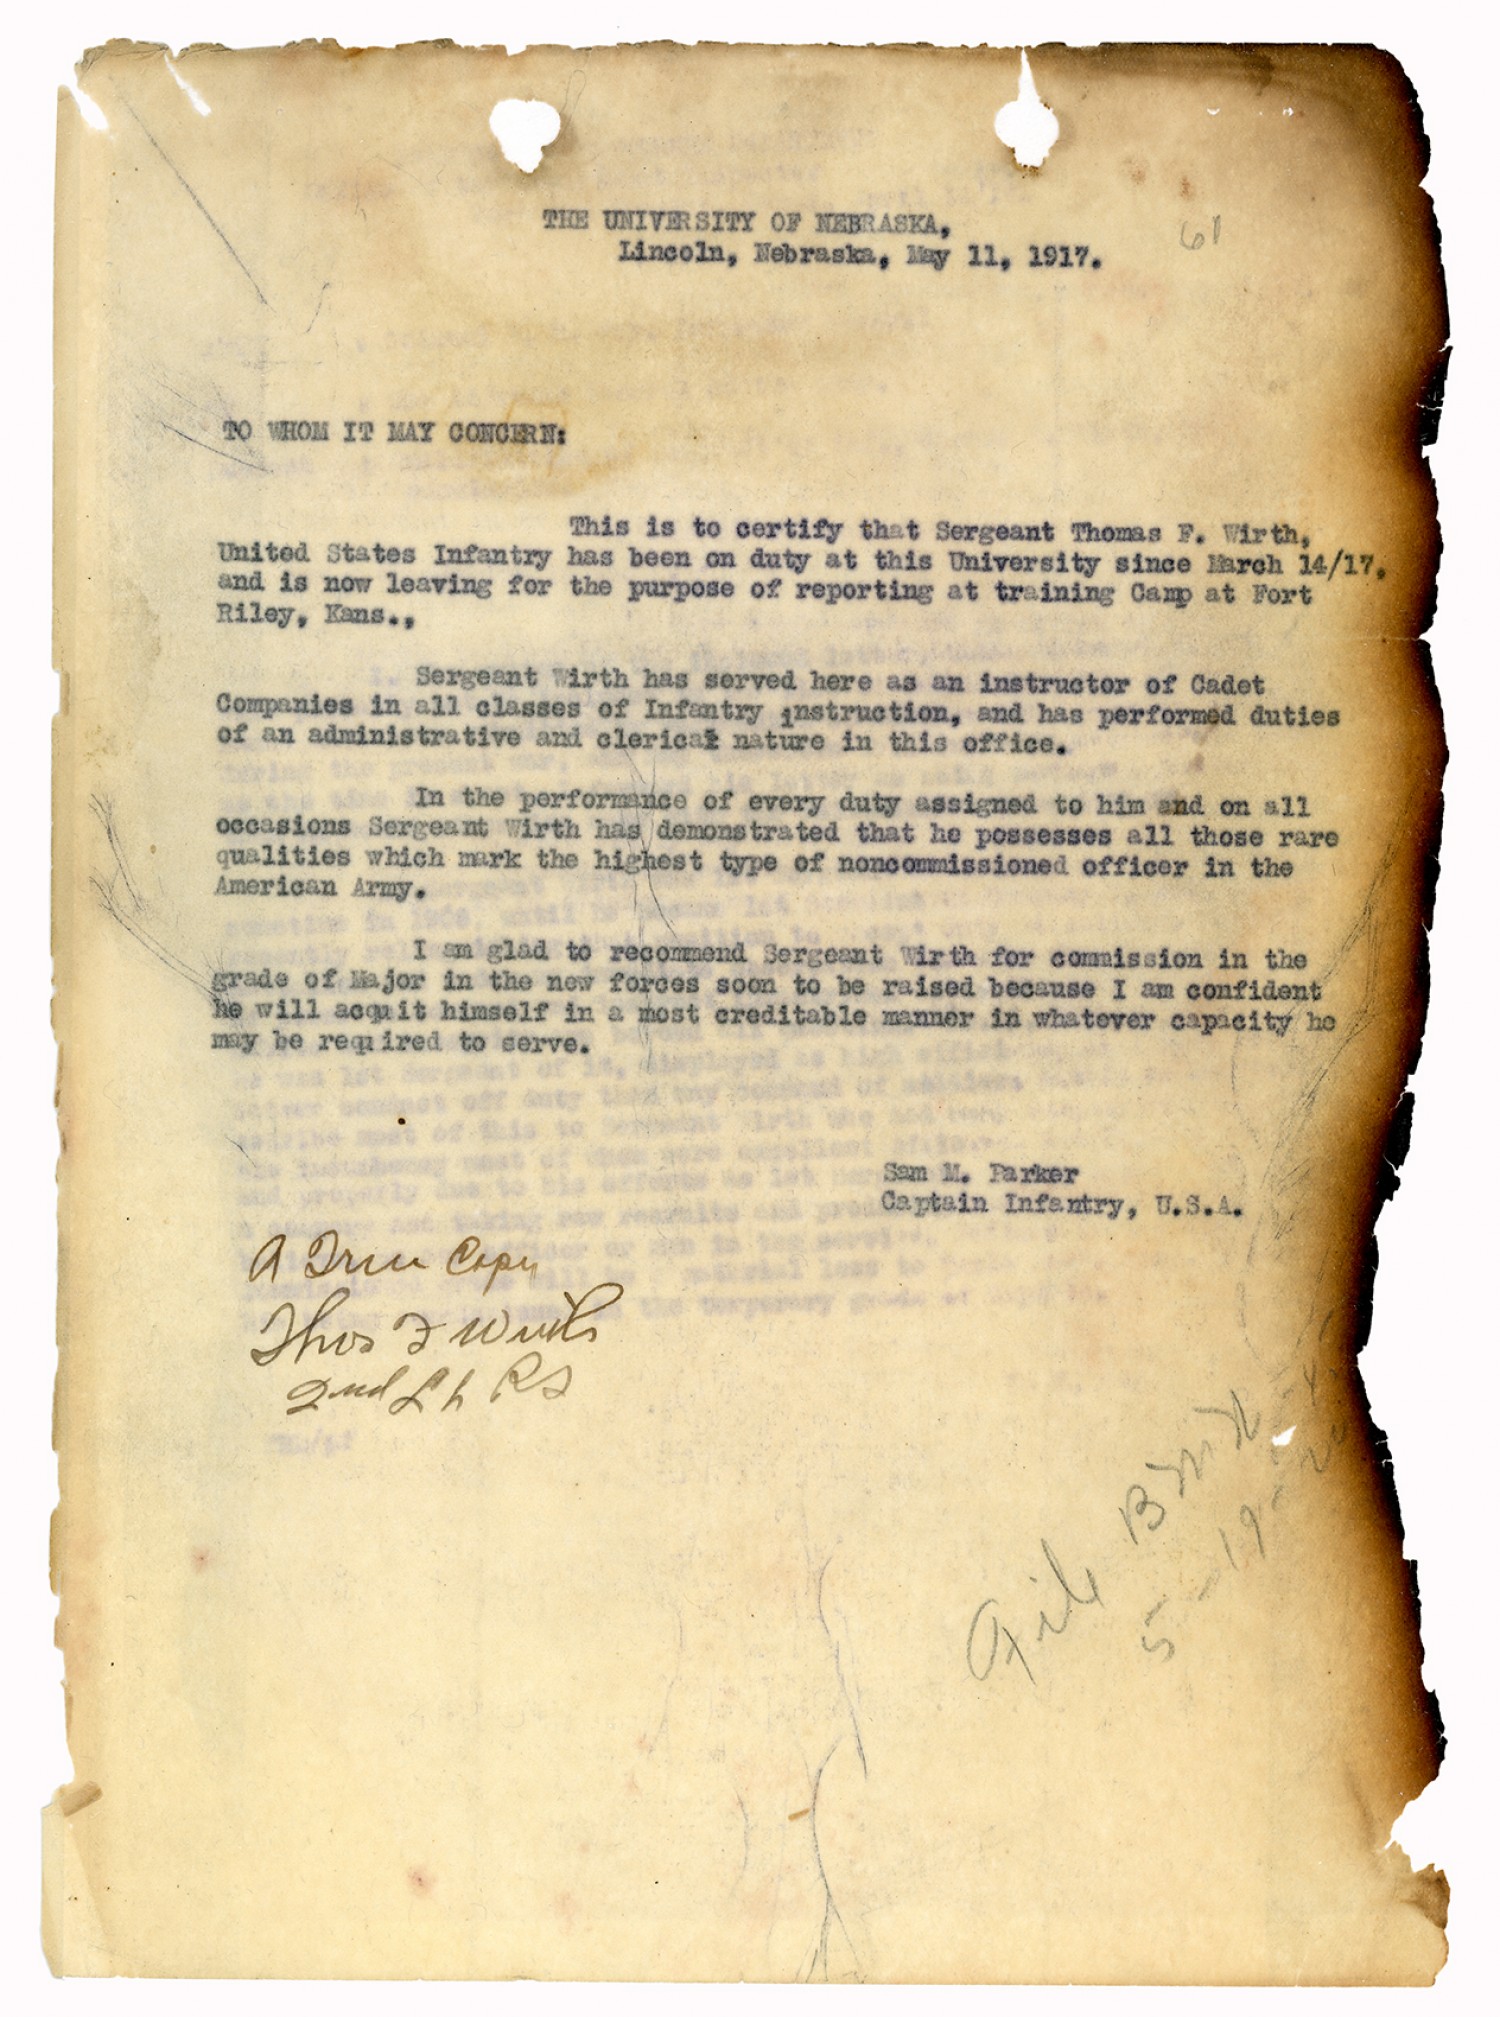 THE UNIVERSITY OF NEBRASKA,
Lincoln, Nebraska, May 11, 1917.
61
TO WHOM IT MAY CONCERN:
This is to certify that Sergeant Thomas F. Wirth,
United States Infantry has been on duty at this University since March 14/17,
and is now leaving for the purpose of reporting at training Camp at Fort
Riley, Kans.,
Sergeant Wirth has served here as an instructor of Cadet
Companies in all classes of Infantry instruction, and has performed duties
of an administrative and clerical nature in this office.
In the performance of every duty assigned to him and on all
occasions Sergeant Wirth has demonstrated that he possesses all those rare
qualities which mark the highest type of noncommissioned officer in the
American Army.
I am glad to recommend Sergeant Wirth for commission in the
grade of Major in the new forces soon to be raised because I am confident
he will acquit himself in a most creditable manner in whatever capacity he
may be required to serve.
Sam M. Parker
Captain Infantry, U.S.A.
A True Copy
Thos F Wirth
2nd Lt
File
5-19-